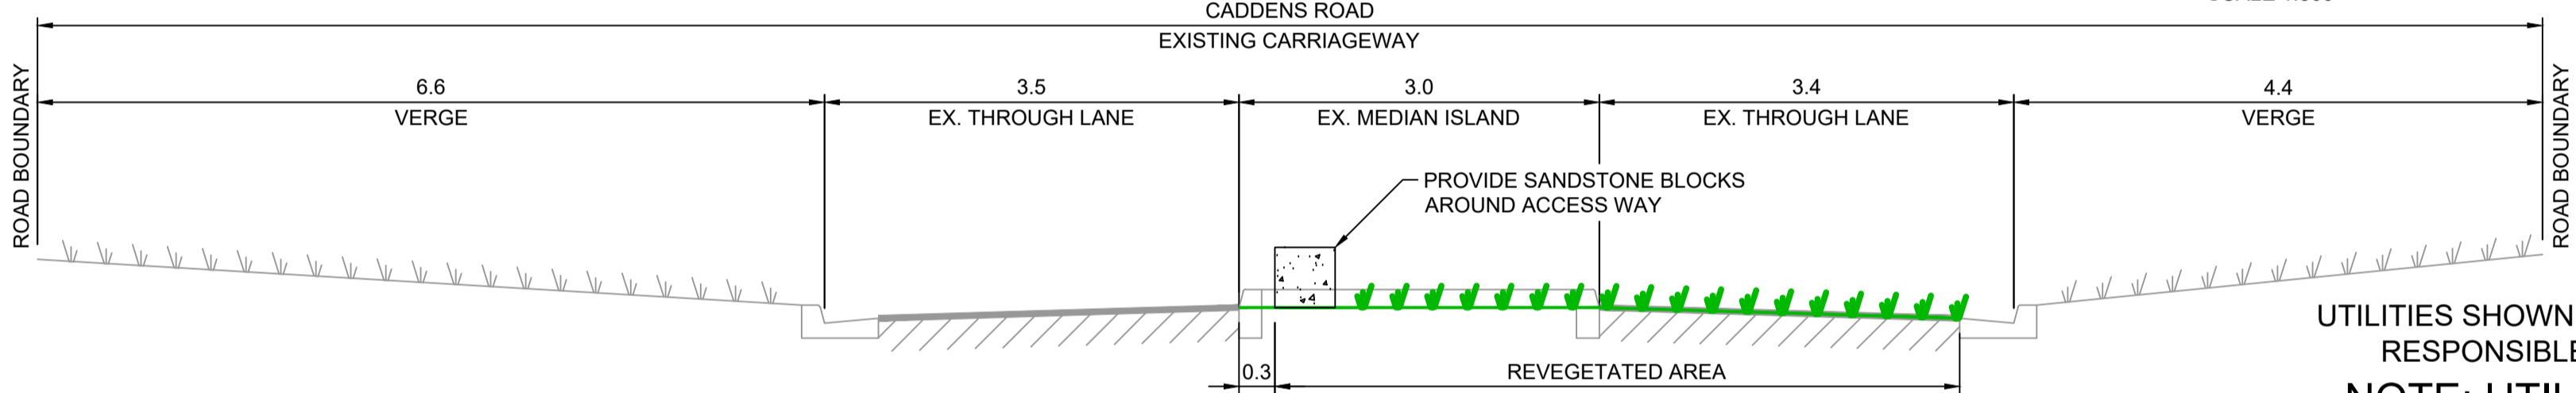 CADDENS ROAD
EXISTING CARRIAGEWAY
ROAD BOUNDARY
6.6
VERGE
3.5
EX. THROUGH LANE
3.0
EX. MEDIAN ISLAND
3.4
EX. THROUGH LANE
4.4
VERGE
ROAD BOUNDARY
PROVIDE SANDSTONE BLOCKS
AROUND ACCESS WAY
0.3
REVEGETATED AREA
UTILITIES SHOWN
RESPONSIBLE
NOTE: UTIL